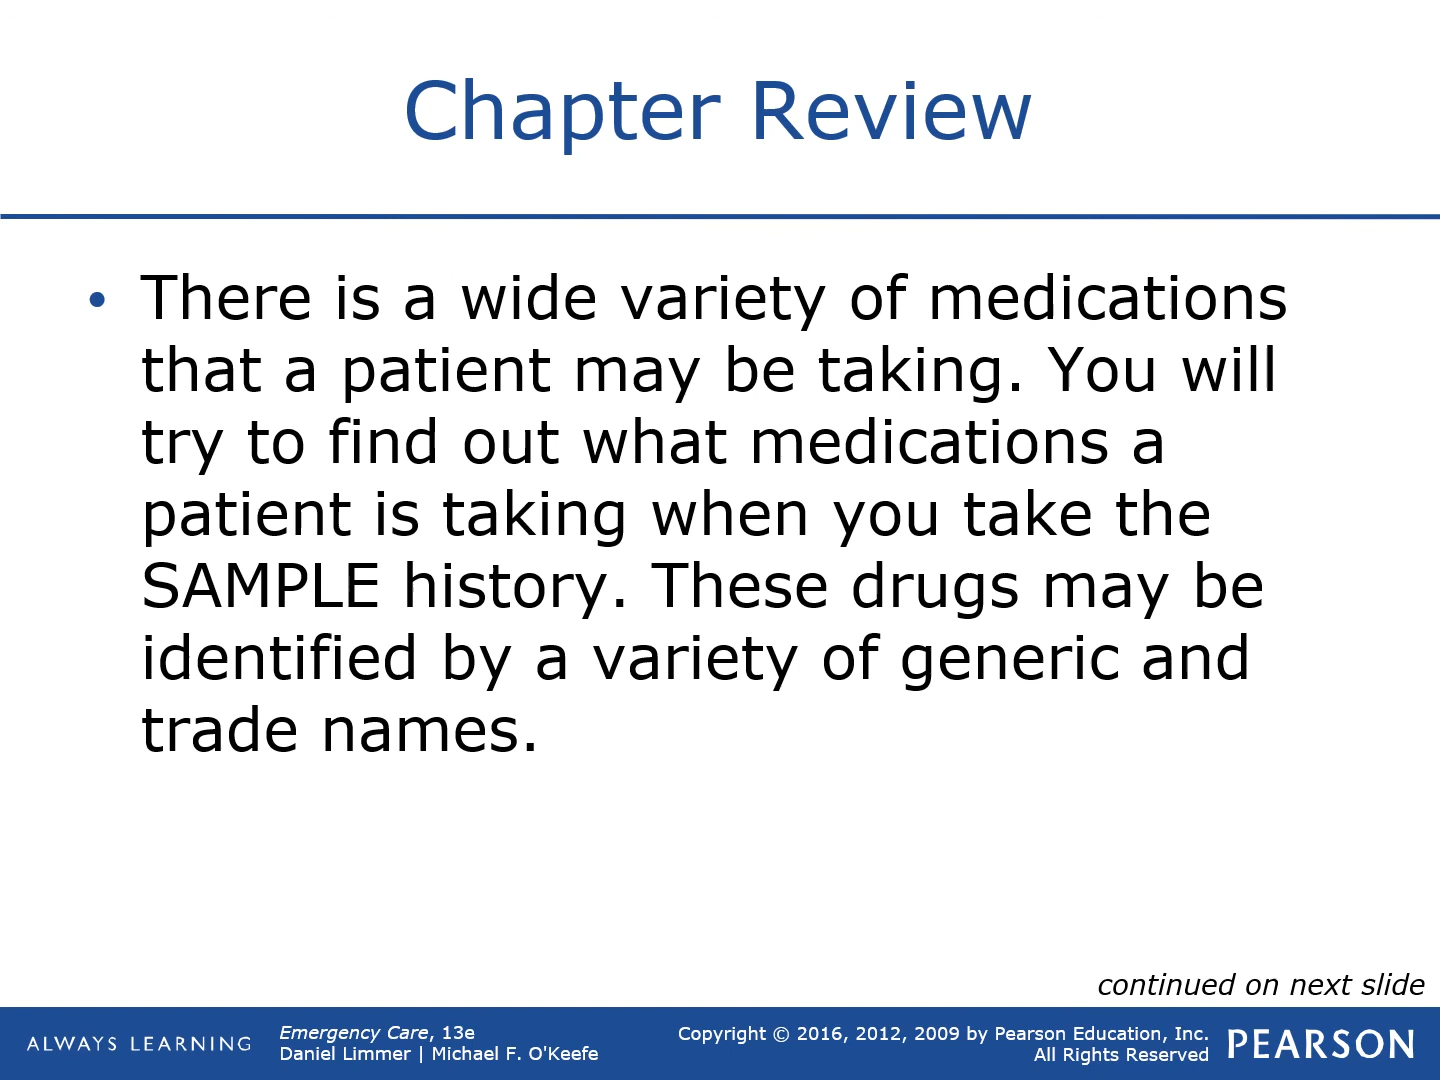 Chapter Review
• There is a wide variety of medications
that a patient may be taking. You will
try to find out what medications a
patient is taking when you take the
SAMPLE history. These drugs may be
identified by a variety of generic and
trade names.
continued on next slide
ALWAYS LEARNING
Emergency Care, 13e
Daniel Limmer | Michael F. O'Keefe
Copyright © 2016, 2012, 2009 by Pearson Education, Inc.
All Rights Reserved
PEARSON